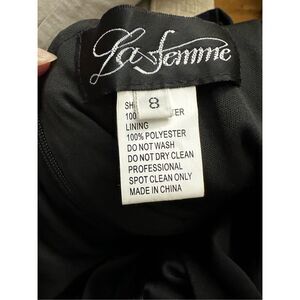 La femme
8
SH
100 TER
LINING
100% POLYESTER
DO NOT WASH
DO NOT DRY CLEAN
PROFESSIONAL
SPOT CLEAN ONLY
MADE IN CHINA